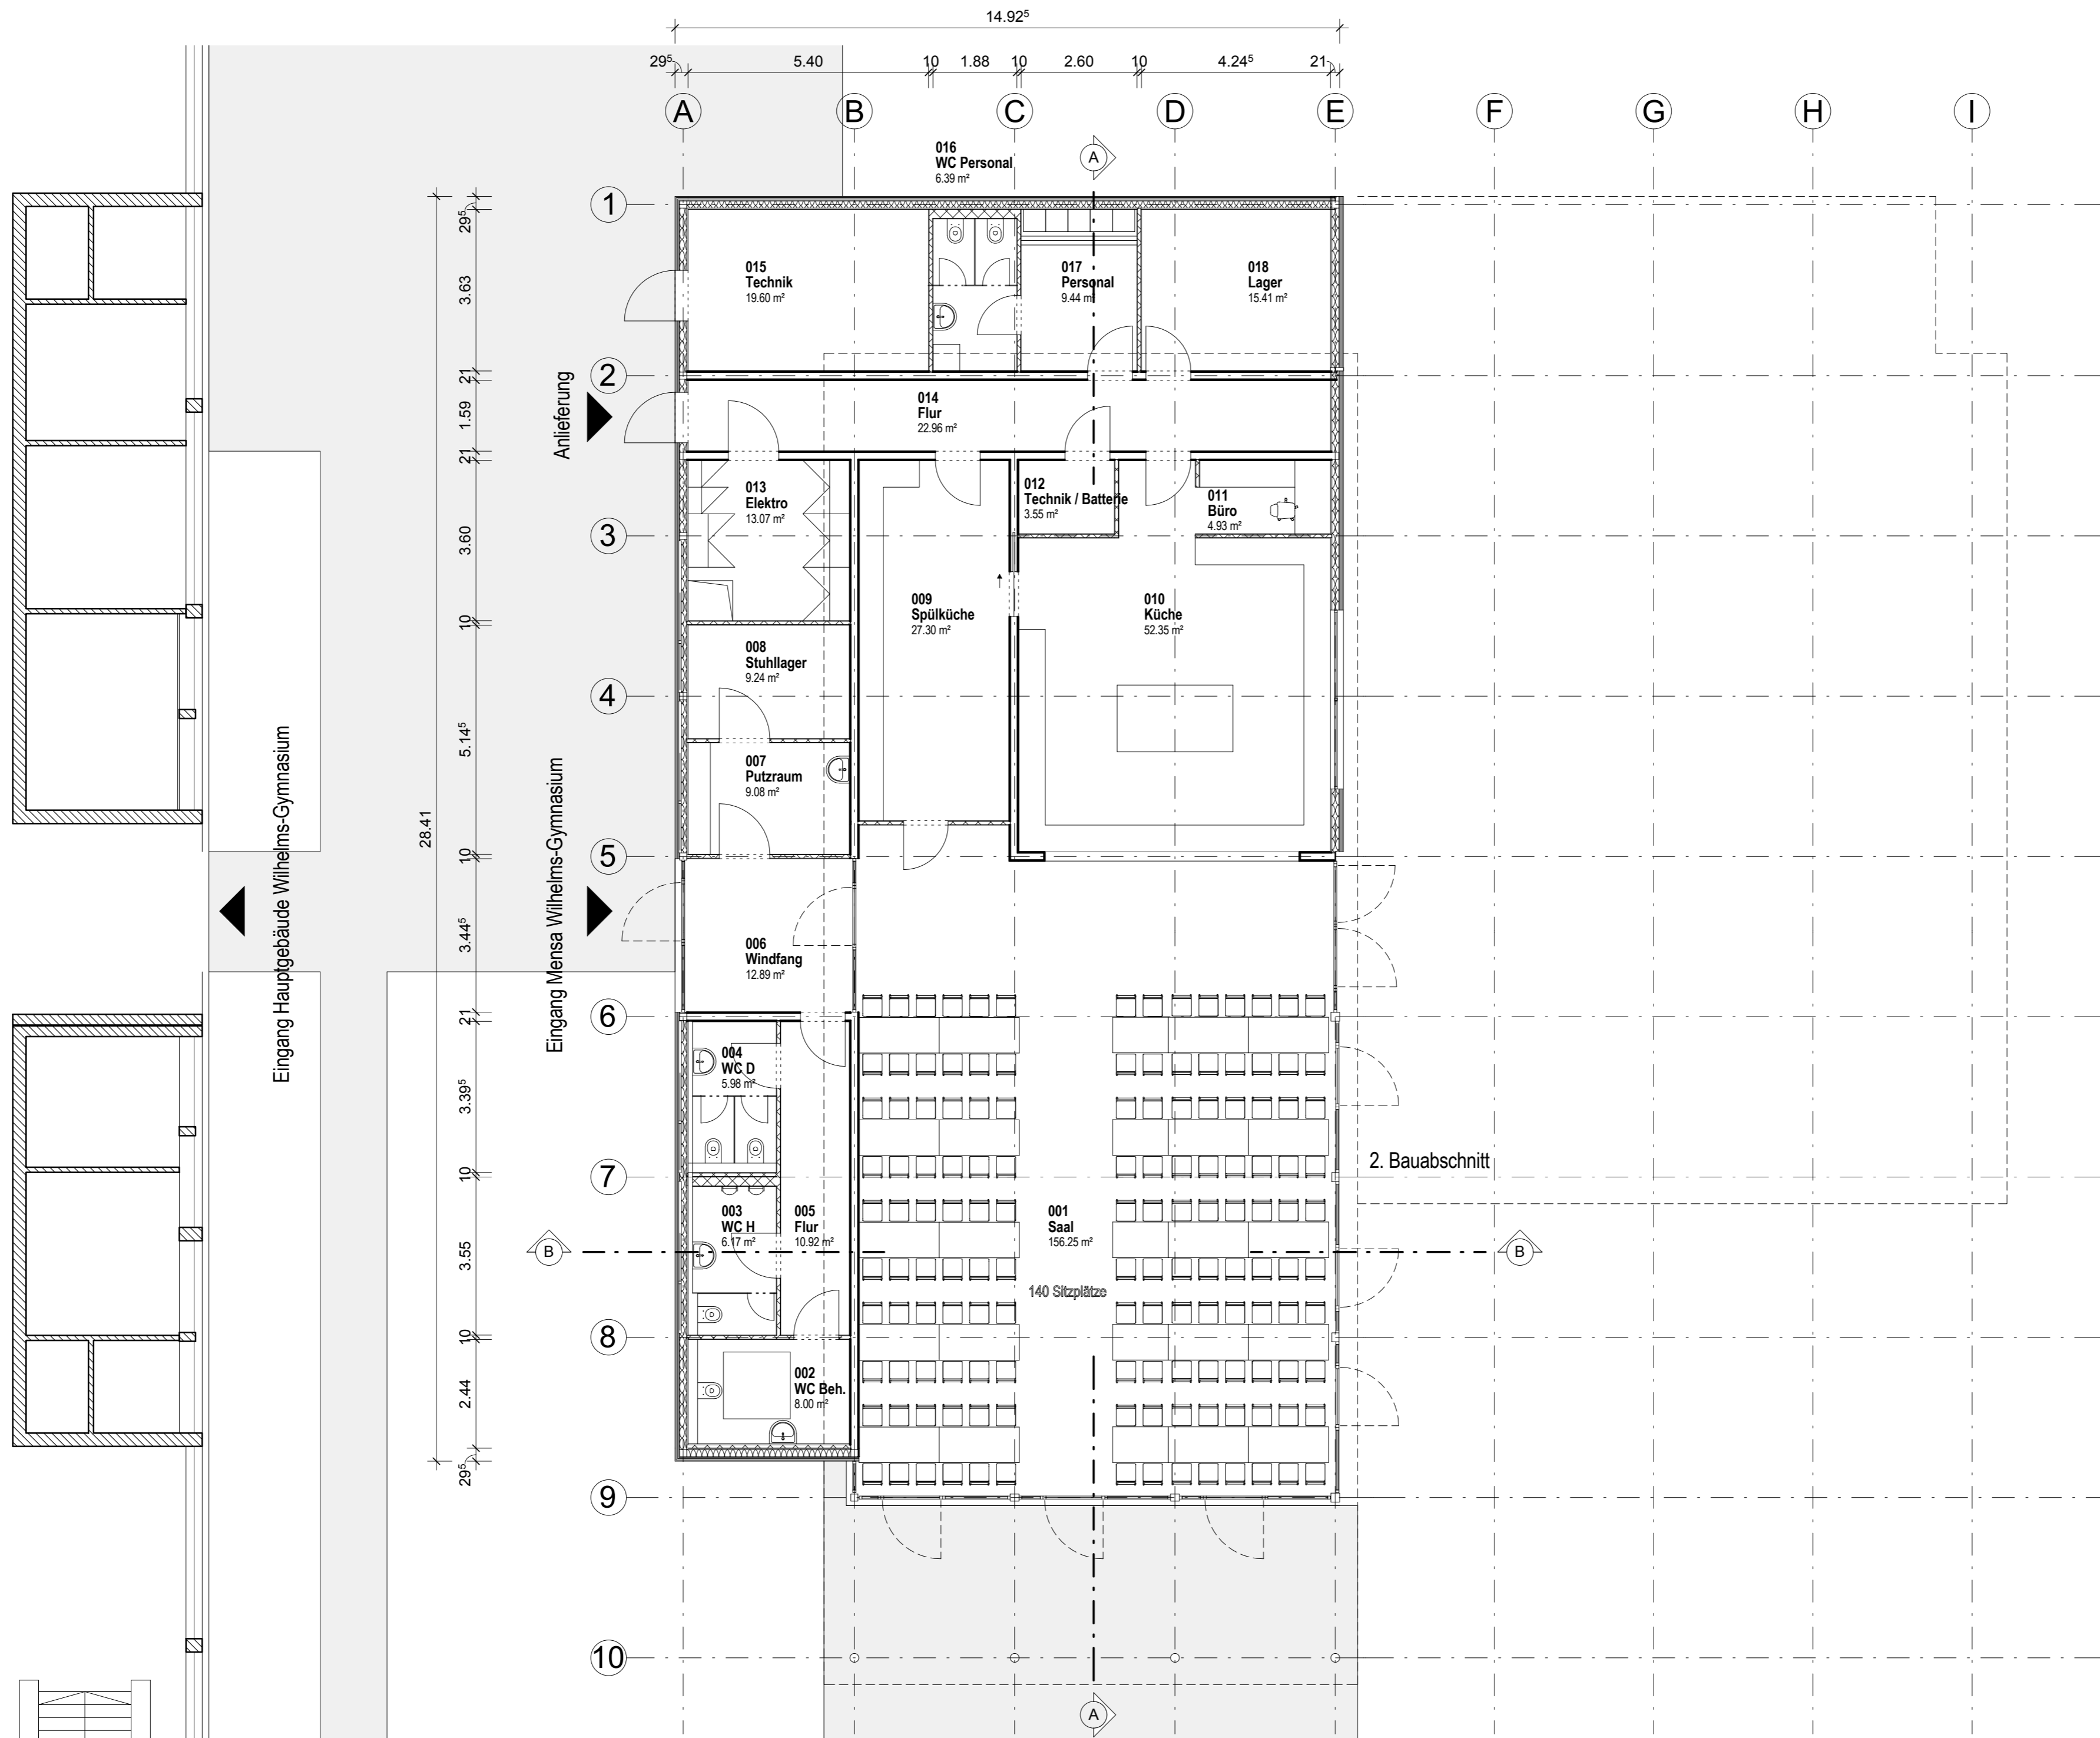 14.92⁵
29⁵ 5.40 10 1.88 10 2.60 10 4.24⁵ 21
A B C D E F G H I
016
WC Personal
6.39 m²
A
1
2
3
4
5
6
7
8
9
10
29⁵
3.63
21
1.59
21
3.60
10
5.14⁵
10
3.44⁵
21
3.39⁵
10
3.55
10
2.44
29⁵
28.41
015
Technik
19.60 m²
017
Personal
9.44 m²
018
Lager
15.41 m²
Anlieferung
014
Flur
22.96 m²
013
Elektro
13.07 m²
012
Technik / Batterie
3.55 m²
011
Büro
4.93 m²
009
Spülküche
27.30 m²
010
Küche
52.35 m²
008
Stuhllager
9.24 m²
007
Putzraum
9.08 m²
Eingang Hauptgebäude Wilhelms-Gymnasium
Eingang Mensa Wilhelms-Gymnasium
006
Windfang
12.89 m²
004
WC D
5.98 m²
2. Bauabschnitt
003
WC H
6.17 m²
005
Flur
10.92 m²
001
Saal
156.25 m²
B
B
140 Sitzplätze
002
WC Beh.
8.00 m²
A